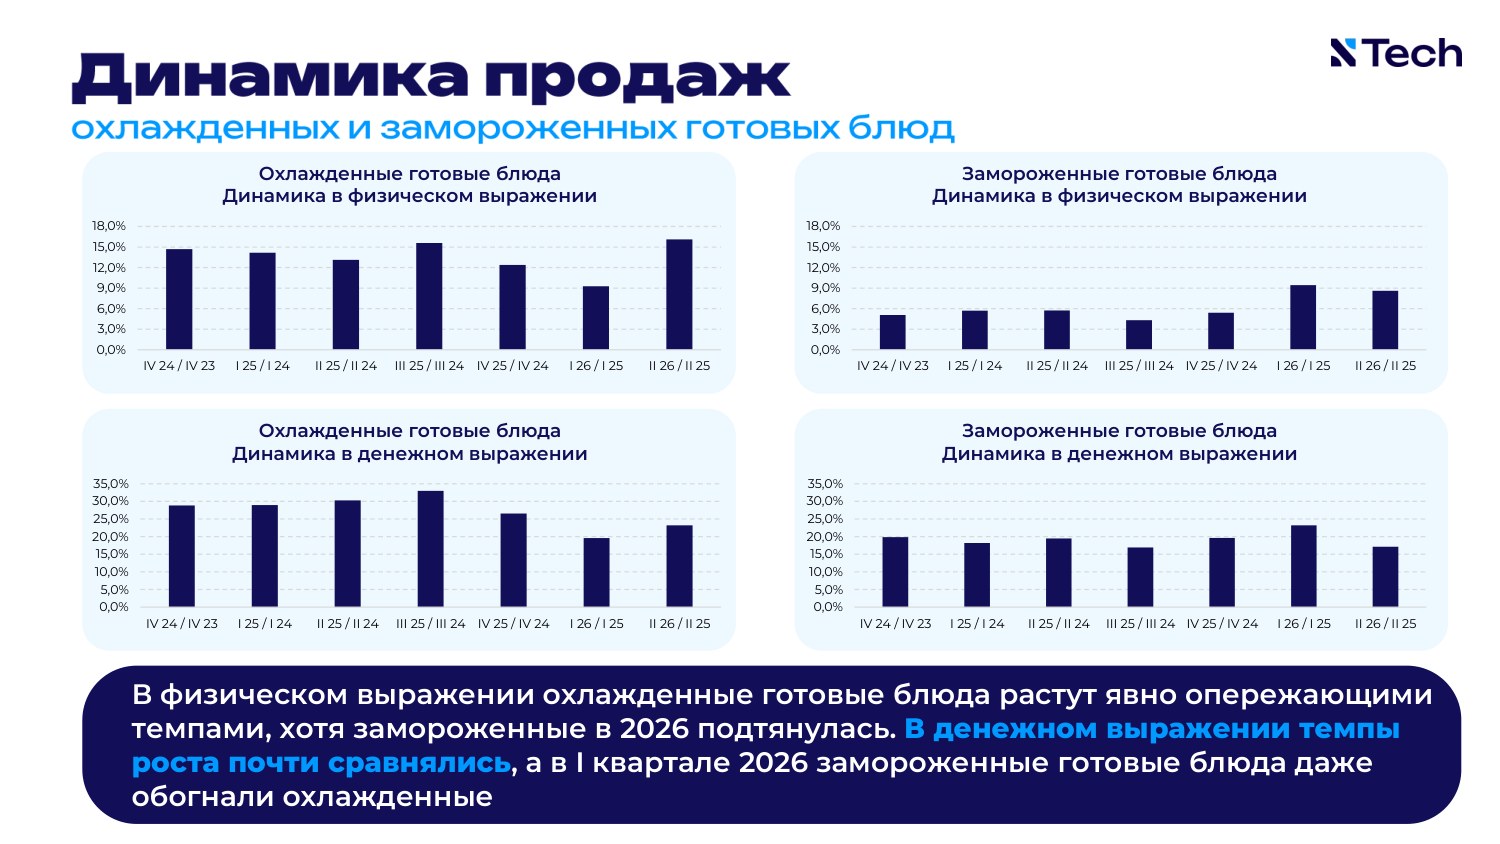 Динамика продаж
Tech
охлажденных и замороженных готовых блюд
Охлажденные готовые блюда
Динамика в физическом выражении
18,0%
15,0%
12,0%
9,0%
6,0%
3,0%
0,0%
IV 24 / IV 23 I 25 / I 24 II 25 / II 24 III 25 / III 24 IV 25 / IV 24 I 26 / I 25 II 26 / II 25
Замороженные готовые блюда
Динамика в физическом выражении
18,0%
15,0%
12,0%
9,0%
6,0%
3,0%
0,0%
IV 24 / IV 23 I 25 / I 24 II 25 / II 24 III 25 / III 24 IV 25 / IV 24 I 26 / I 25 II 26 / II 25
Охлажденные готовые блюда
Динамика в денежном выражении
35,0%
30,0%
25,0%
20,0%
15,0%
10,0%
5,0%
0,0%
IV 24 / IV 23 I 25 / I 24 II 25 / II 24 III 25 / III 24 IV 25 / IV 24 I 26 / I 25 II 26 / II 25
Замороженные готовые блюда
Динамика в денежном выражении
35,0%
30,0%
25,0%
20,0%
15,0%
10,0%
5,0%
0,0%
IV 24 / IV 23 I 25 / I 24 II 25 / II 24 III 25 / III 24 IV 25 / IV 24 I 26 / I 25 II 26 / II 25
В физическом выражении охлажденные готовые блюда растут явно опережающими
темпами, хотя замороженные в 2026 подтянулась. В денежном выражении темпы
роста почти сравнялись, а в I квартале 2026 замороженные готовые блюда даже
обогнали охлажденные